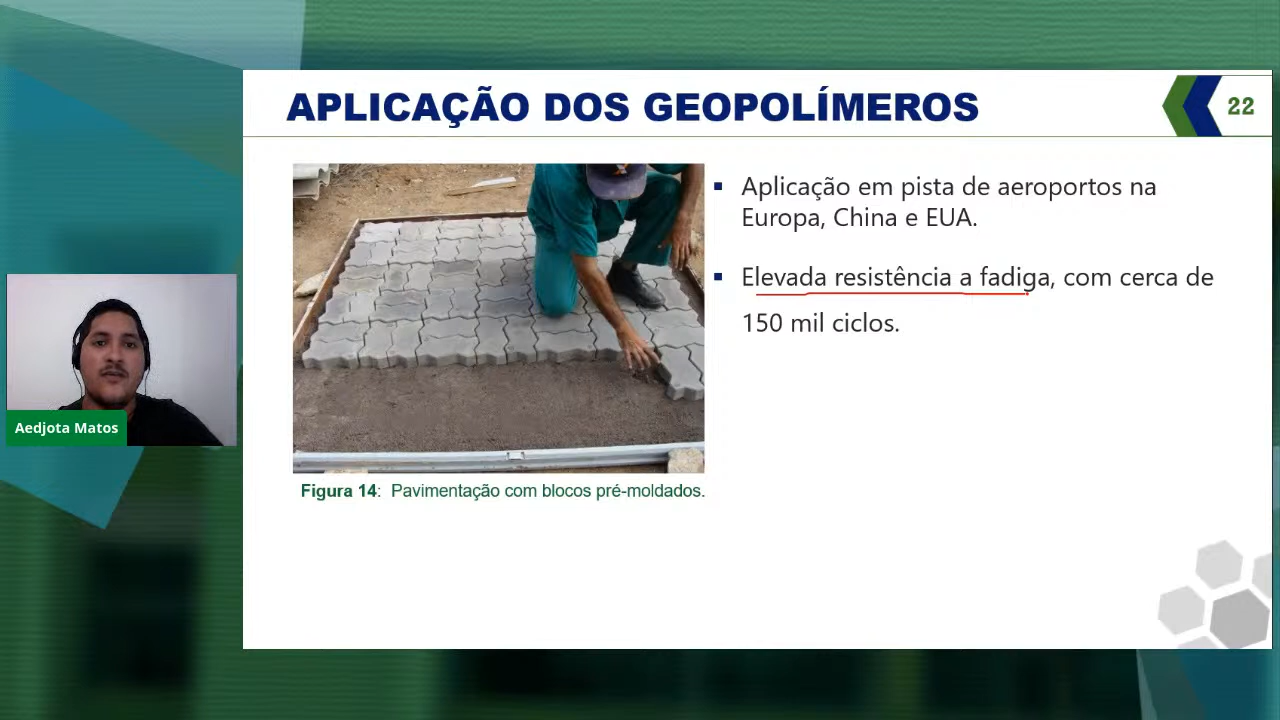 APLICAÇÃO DOS GEOPOLÍMEROS
22
Aplicação em pista de aeroportos na
Europa, China e EUA.
Elevada resistência a fadiga, com cerca de
150 mil ciclos.
Figura 14: Pavimentação com blocos pré-moldados.
Aedjota Matos